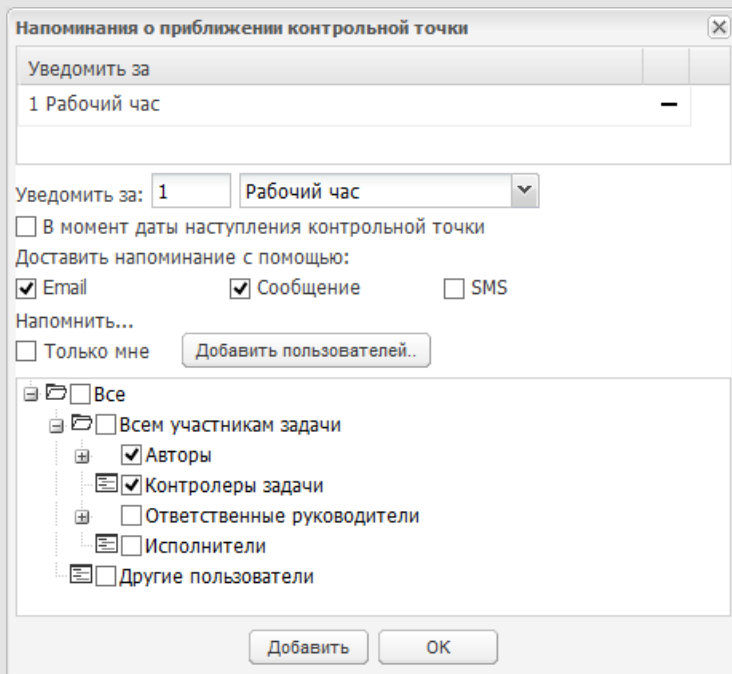 Напоминания о приближении контрольной точки
Уведомить за
1 Рабочий час
Уведомить за: 1 Рабочий час
В момент даты наступления контрольной точки
Доставить напоминание с помощью:
Email Сообщение SMS
Напомнить...
Только мне Добавить пользователей..
Все
Всем участникам задачи
Авторы
Контролеры задачи
Ответственные руководители
Исполнители
Другие пользователи
Добавить OK